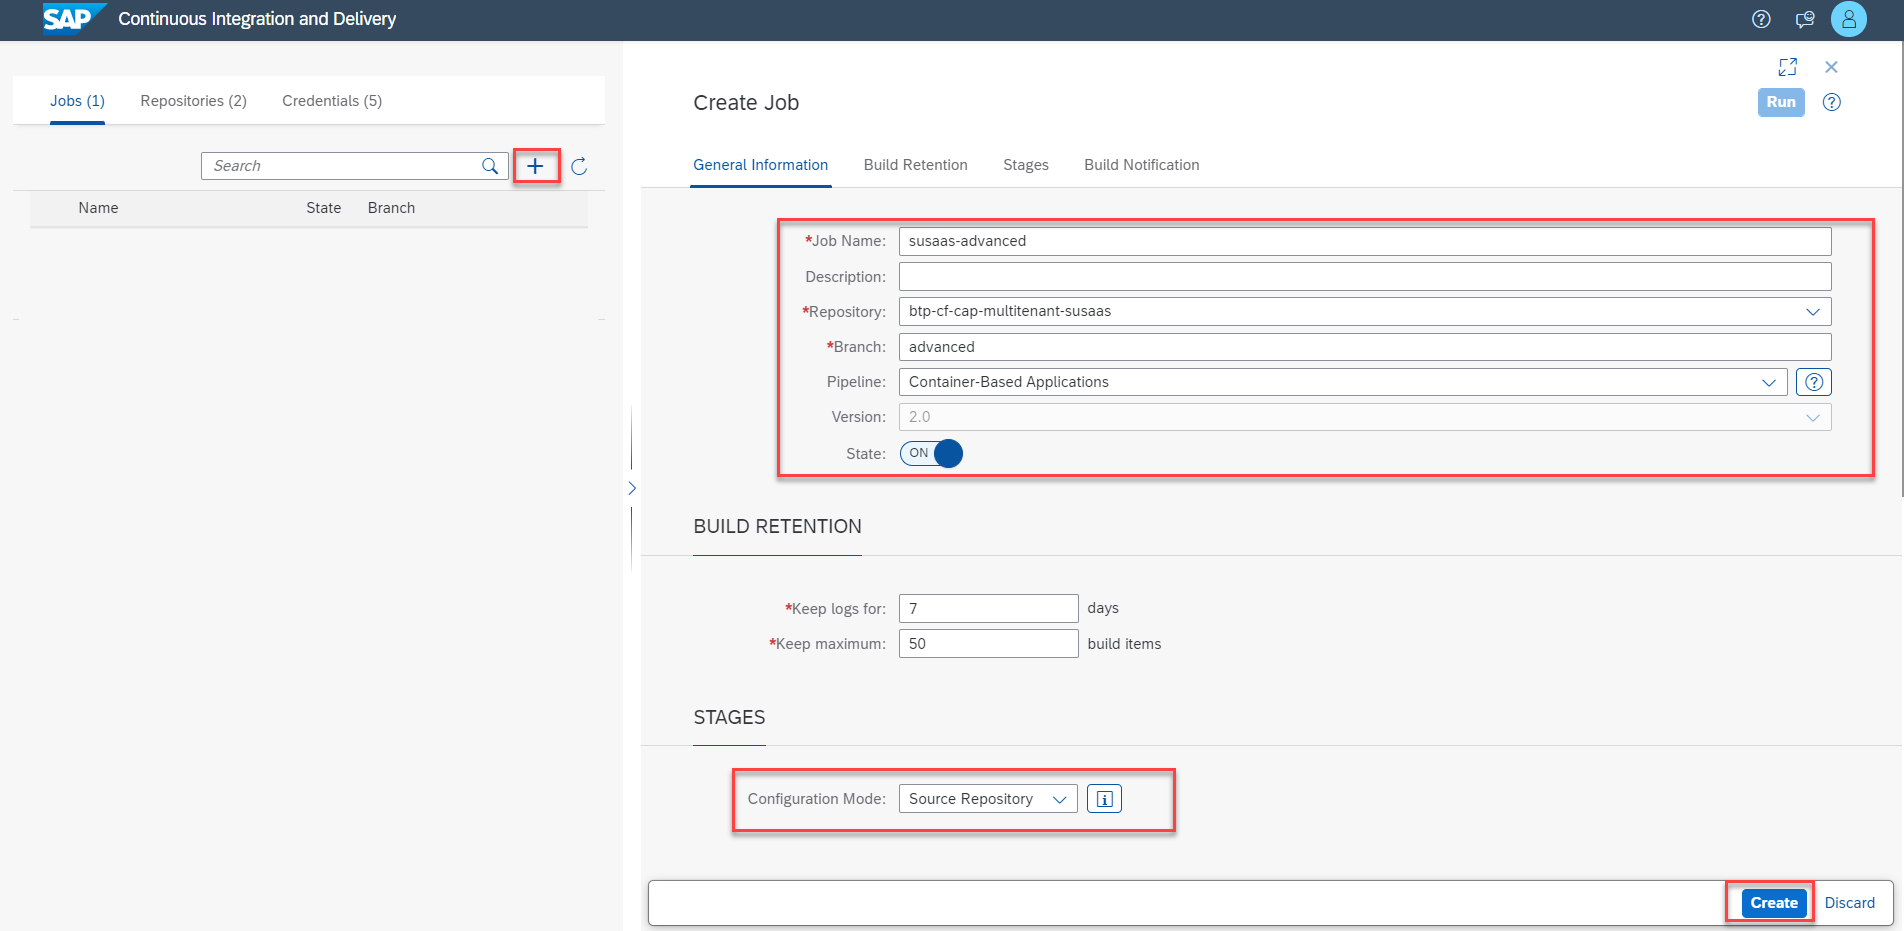 SAP Continuous Integration and Delivery
Jobs (1) Repositories (2) Credentials (5)
Search
Name State Branch
Create Job
Run
General Information Build Retention Stages Build Notification
*Job Name: susaas-advanced
Description:
*Repository: btp-cf-cap-multitenant-susaas
*Branch: advanced
Pipeline: Container-Based Applications
Version: 2.0
State: ON
BUILD RETENTION
*Keep logs for: 7 days
*Keep maximum: 50 build items
STAGES
Configuration Mode: Source Repository
Create Discard